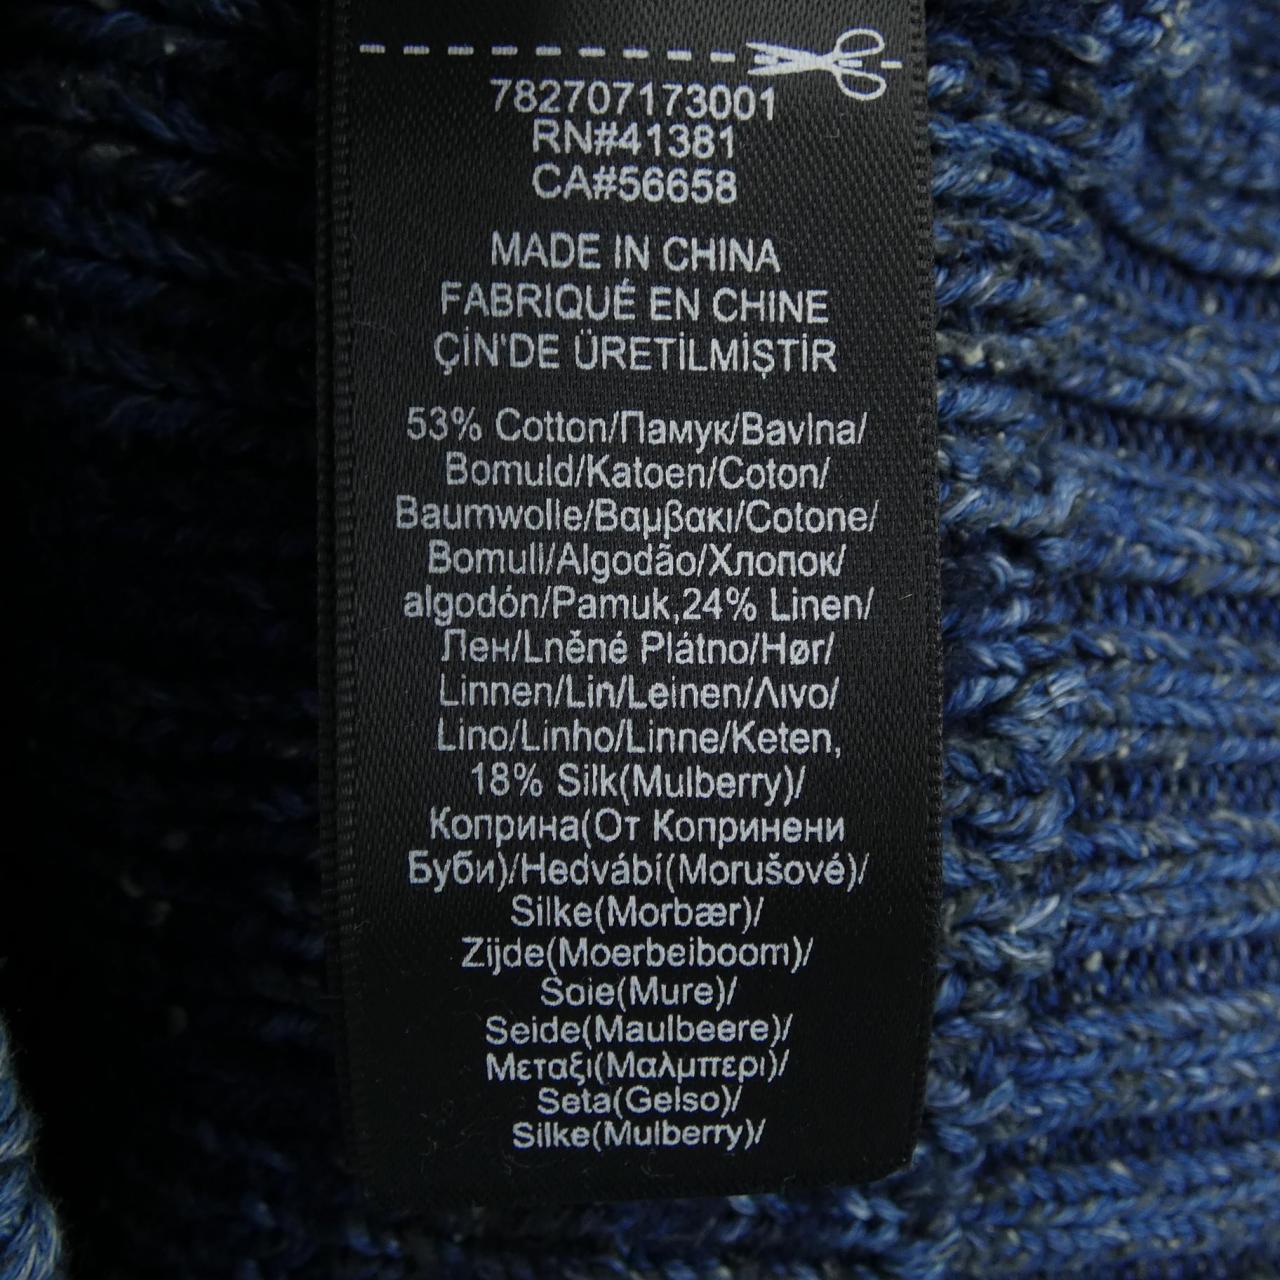 782707173001
RN#41381
CA#56658
MADE IN CHINA
FABRIQUÉ EN CHINE
ÇİN'DE ÜRETİLMİŞTİR
53% Cotton/Памук/Bavlna/
Bomuld/Katoen/Coton/
Baumwolle/Βαμβακι/Cotone/
Bomull/Algodão/Хлопок/
algodón/Pamuk,24% Linen/
Лен/Lněné Plátno/Hør/
Linnen/Lin/Leinen/Λινο/
Lino/Linho/Linne/Keten,
18% Silk(Mulberry)/
Коприна(От Копринени
Буби)/Hedvábí(Morušové)/
Silke(Morbær)/
Zijde(Moerbeiboom)/
Soie(Mure)/
Seide(Maulbeere)/
Μεταξι(Μαλμπερι)/
Seta(Gelso)/
Silke(Mulberry)/